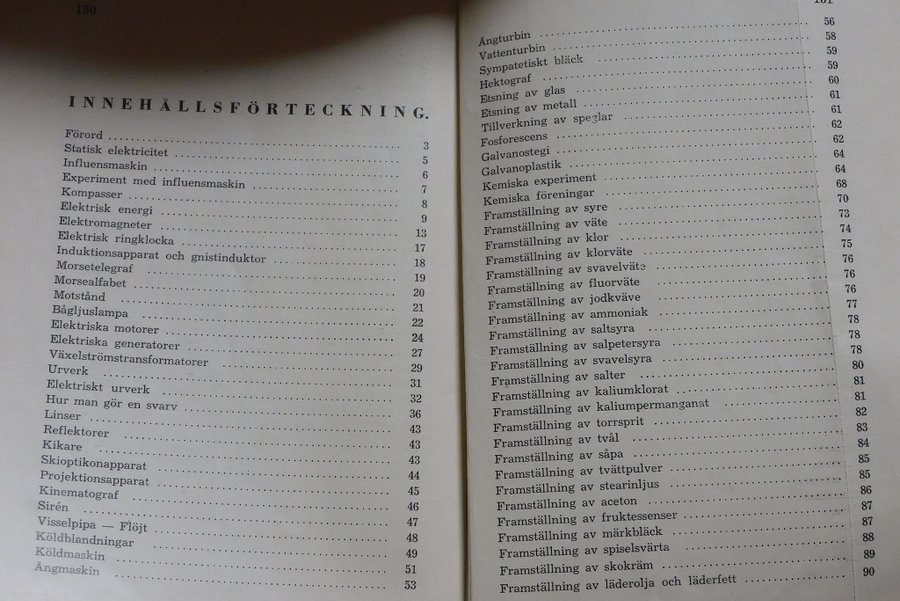 150
INNEHÅLLSFÖRTECKNING.
Förord 3
Statisk elektricitet 5
Influensmaskin 6
Experiment med influensmaskin 7
Kompasser 8
Elektrisk energi 9
Elektromagneter 13
Elektrisk ringklocka 17
Induktionsapparat och gnistinduktor 18
Morsetelegraf 19
Morsealfabet 20
Motstånd 21
Bågljuslampa 22
Elektriska motorer 24
Elektriska generatorer 27
Växelströmstransformatorer 29
Urverk 31
Elektriskt urverk 32
Hur man gör en svarv 36
Linser 43
Reflektorer 43
Kikare 43
Skioptikonapparat 44
Projektionsapparat 45
Kinematograf 46
Sirén 47
Visselpipa — Flöjt 48
Köldblandningar 49
Köldmaskin 51
Ångmaskin 53
151
Ångturbin 56
Vattenturbin 58
Sympatetiskt bläck 59
Hektograf 59
Etsning av glas 60
Etsning av metall 61
Tillverkning av speglar 61
Fosforescens 62
Galvanostegi 62
Galvanoplastik 64
Kemiska experiment 64
Kemiska föreningar 68
Framställning av syre 70
Framställning av väte 73
Framställning av klor 74
Framställning av klorväte 75
Framställning av svavelväte 76
Framställning av fluorväte 76
Framställning av jodkväve 76
Framställning av ammoniak 77
Framställning av saltsyra 78
Framställning av salpetersyra 78
Framställning av svavelsyra 78
Framställning av salter 80
Framställning av kaliumklorat 81
Framställning av kaliumpermanganat 81
Framställning av torrsprit 82
Framställning av tvål 83
Framställning av såpa 84
Framställning av tvättpulver 85
Framställning av stearinljus 85
Framställning av aceton 86
Framställning av fruktessenser 87
Framställning av märkbläck 87
Framställning av spiselsvärta 88
Framställning av skokräm 89
Framställning av läderolja och läderfett 90